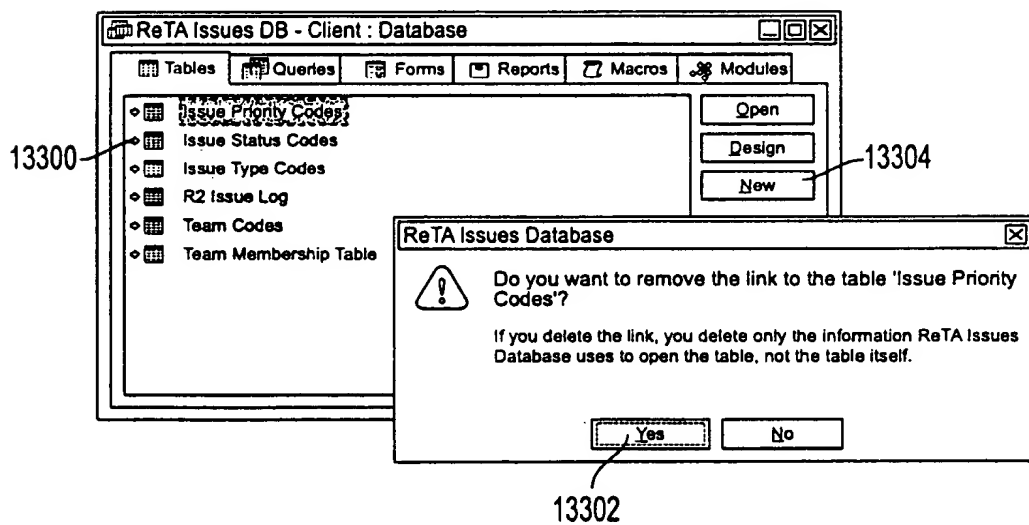 ReTA Issues DB - Client : Database
Tables Queries Forms Reports Macros Modules
Issue Priority Codes
Issue Status Codes
Issue Type Codes
R2 Issue Log
Team Codes
Team Membership Table
Open
Design
New
13300
13304
ReTA Issues Database
Do you want to remove the link to the table 'Issue Priority
Codes'?
If you delete the link, you delete only the information ReTA Issues
Database uses to open the table, not the table itself.
Yes No
13302